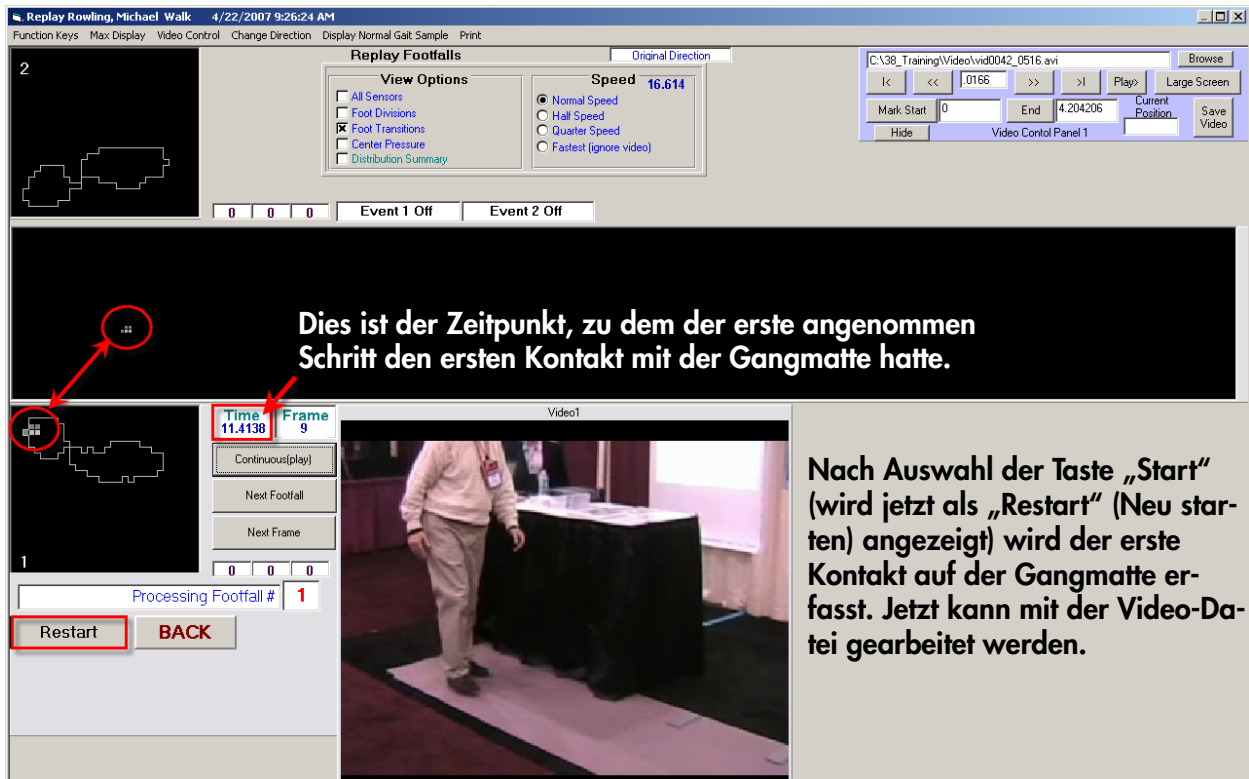 Replay Rowling, Michael Walk 4/22/2007 9:26:24 AM
Function Keys Max Display Video Control Change Direction Display Normal Gait Sample Print
2
Replay Footfalls
Original Direction
View Options
All Sensors
Foot Divisions
Foot Transitions
Center Pressure
Distribution Summary
Speed 16.614
Normal Speed
Half Speed
Quarter Speed
Fastest (ignore video)
C:\38_Training\Video\vid0042_0516.avi Browse
|< << .0166 >> >| Play> Large Screen
Mark Start 0 End 4.204206 Current Position Save Video
Hide Video Contol Panel 1
0 0 0 Event 1 Off Event 2 Off
Dies ist der Zeitpunkt, zu dem der erste angenommen
Schritt den ersten Kontakt mit der Gangmatte hatte.
Time Frame
11.4138 9
Continuous(play)
Next Footfall
Next Frame
1
0 0 0
Processing Footfall # 1
Restart BACK
Video1
Nach Auswahl der Taste „Start“
(wird jetzt als „Restart“ (Neu star-
ten) angezeigt) wird der erste
Kontakt auf der Gangmatte er-
fasst. Jetzt kann mit der Video-Da-
tei gearbeitet werden.